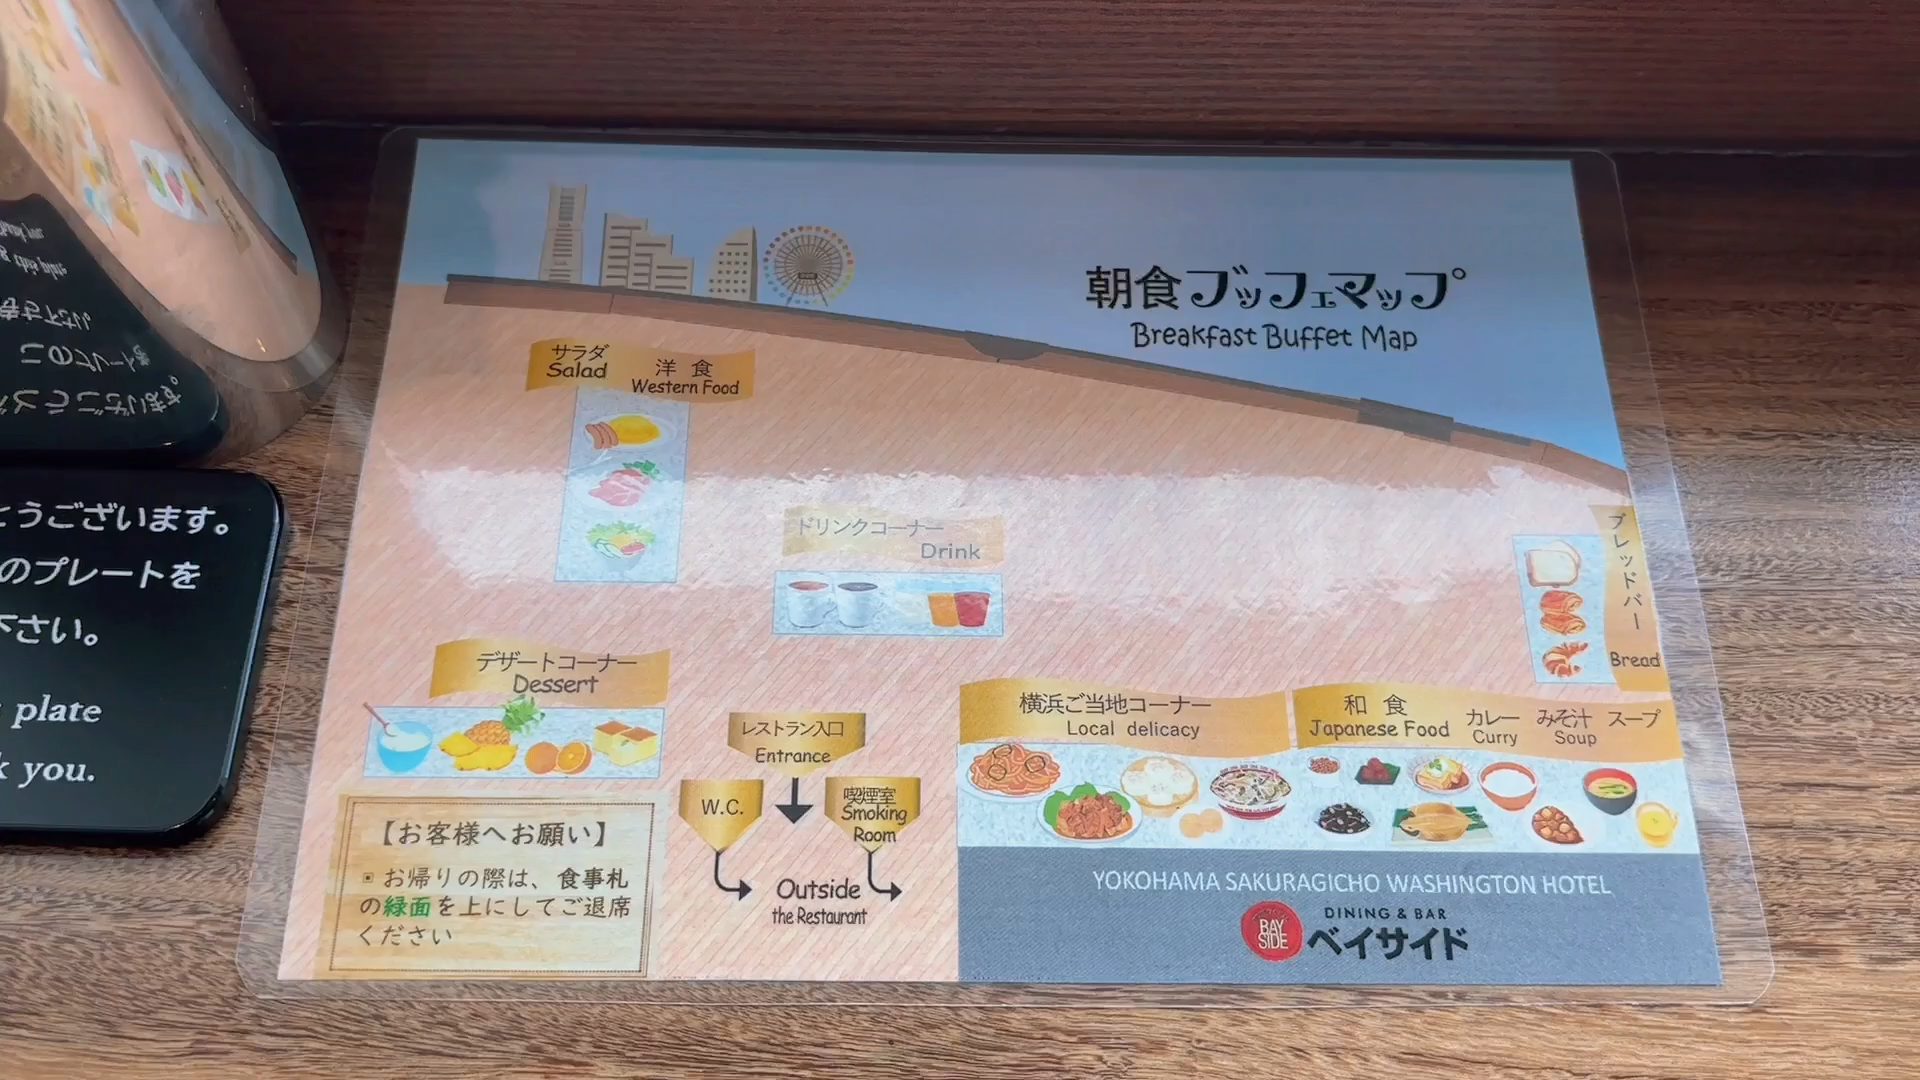 朝食ブッフェマップ
Breakfast Buffet Map
サラダ
Salad
洋食
Western Food
ドリンクコーナー
Drink
ブレッドバー
Bread
デザートコーナー
Dessert
レストラン入口
Entrance
W.C.
喫煙室
Smoking
Room
Outside
the Restaurant
横浜ご当地コーナー
Local delicacy
和食
Japanese Food
カレー
Curry
みそ汁
Soup
スープ
【お客様へお願い】
▣ お帰りの際は、食事札
の緑面を上にしてご退席
ください
YOKOHAMA SAKURAGICHO WASHINGTON HOTEL
BAY
SIDE
DINING & BAR
ベイサイド
とうございます。
のプレートを
下さい。
plate
you.